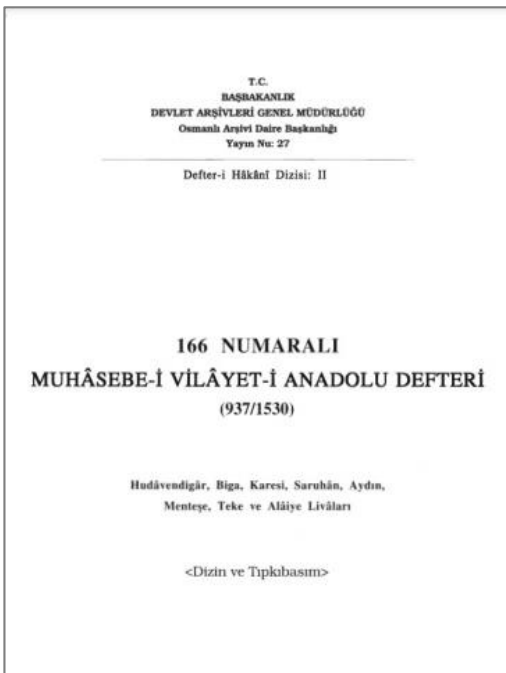 T.C.
BAŞBAKANLIK
DEVLET ARŞİVLERİ GENEL MÜDÜRLÜĞÜ
Osmanlı Arşivi Daire Başkanlığı
Yayın Nu: 27
Defter-i Hâkânî Dizisi: II
166 NUMARALI
MUHÂSEBE-İ VİLÂYET-İ ANADOLU DEFTERİ
(937/1530)
Hudâvendigâr, Biga, Karesi, Saruhân, Aydın,
Menteşe, Teke ve Alâiye Livâları
<Dizin ve Tıpkıbasım>